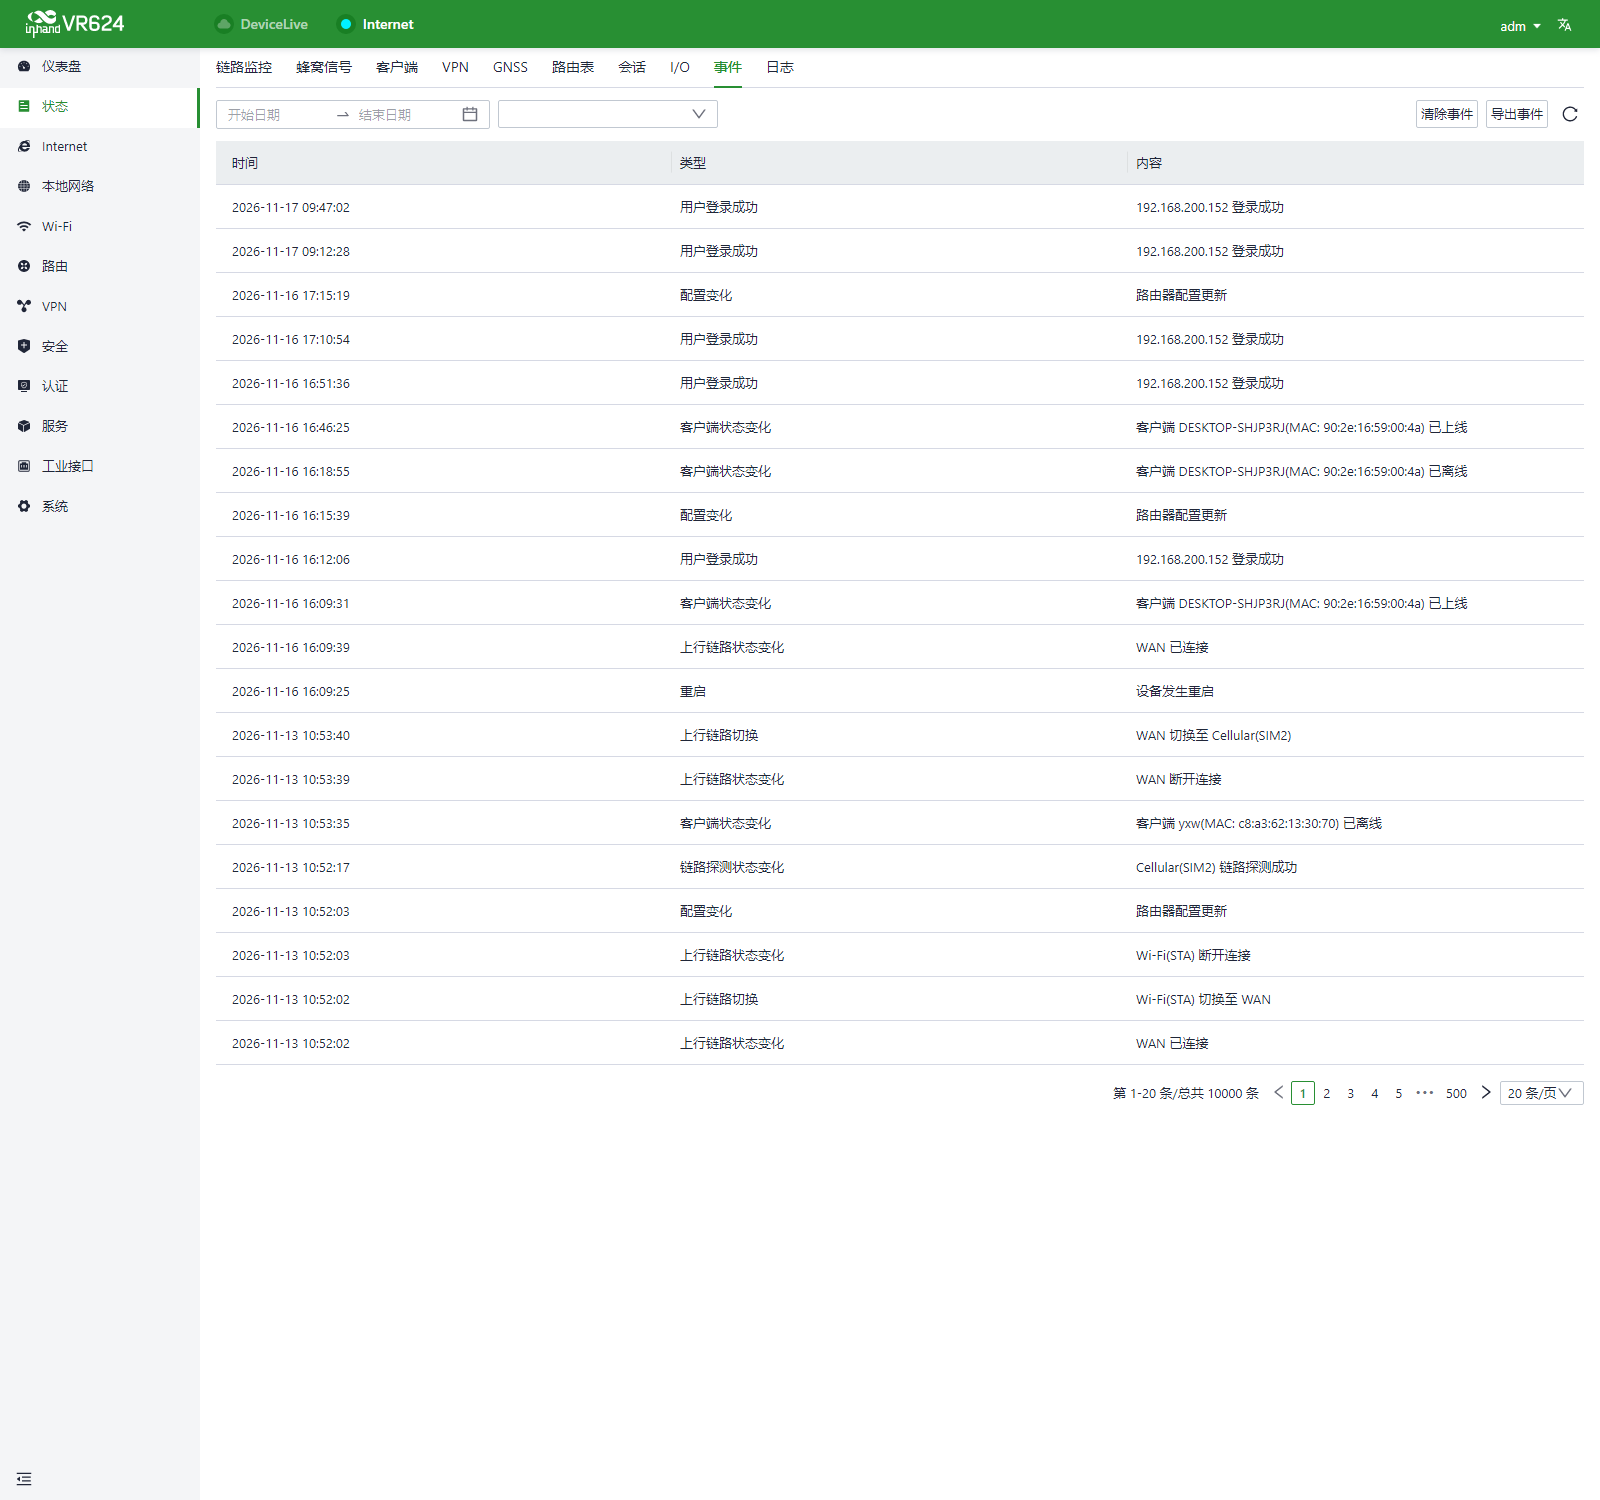 inhand VR624 DeviceLive Internet adm
仪表盘
状态
Internet
本地网络
Wi-Fi
路由
VPN
安全
认证
服务
工业接口
系统
链路监控 蜂窝信号 客户端 VPN GNSS 路由表 会话 I/O 事件 日志
开始日期 → 结束日期 清除事件 导出事件
时间 类型 内容
2026-11-17 09:47:02 用户登录成功 192.168.200.152 登录成功
2026-11-17 09:12:28 用户登录成功 192.168.200.152 登录成功
2026-11-16 17:15:19 配置变化 路由器配置更新
2026-11-16 17:10:54 用户登录成功 192.168.200.152 登录成功
2026-11-16 16:51:36 用户登录成功 192.168.200.152 登录成功
2026-11-16 16:46:25 客户端状态变化 客户端 DESKTOP-SHJP3RJ(MAC: 90:2e:16:59:00:4a) 已上线
2026-11-16 16:18:55 客户端状态变化 客户端 DESKTOP-SHJP3RJ(MAC: 90:2e:16:59:00:4a) 已离线
2026-11-16 16:15:39 配置变化 路由器配置更新
2026-11-16 16:12:06 用户登录成功 192.168.200.152 登录成功
2026-11-16 16:09:31 客户端状态变化 客户端 DESKTOP-SHJP3RJ(MAC: 90:2e:16:59:00:4a) 已上线
2026-11-16 16:09:39 上行链路状态变化 WAN 已连接
2026-11-16 16:09:25 重启 设备发生重启
2026-11-13 10:53:40 上行链路切换 WAN 切换至 Cellular(SIM2)
2026-11-13 10:53:39 上行链路状态变化 WAN 断开连接
2026-11-13 10:53:35 客户端状态变化 客户端 yxw(MAC: c8:a3:62:13:30:70) 已离线
2026-11-13 10:52:17 链路探测状态变化 Cellular(SIM2) 链路探测成功
2026-11-13 10:52:03 配置变化 路由器配置更新
2026-11-13 10:52:03 上行链路状态变化 Wi-Fi(STA) 断开连接
2026-11-13 10:52:02 上行链路切换 Wi-Fi(STA) 切换至 WAN
2026-11-13 10:52:02 上行链路状态变化 WAN 已连接
第 1-20 条/总共 10000 条 1 2 3 4 5 ••• 500 20 条/页